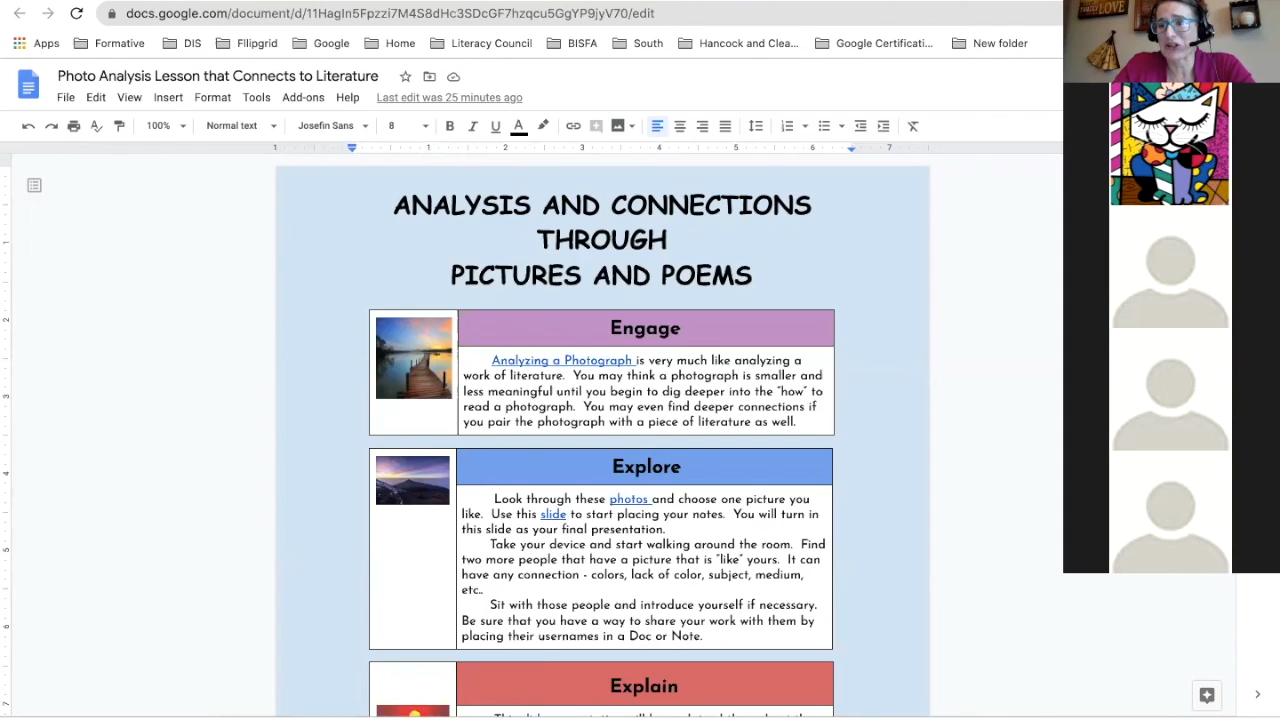 docs.google.com/document/d/11HagIn5Fpzzi7M4S8dHc3SDcGF7hzqcu5GgYP9jyV70/edit
Apps Formative DIS Fllipgrid Google Home Literacy Council BISFA South Hancock and Clea... Google Certificati... New folder
Photo Analysis Lesson that Connects to Literature
File Edit View Insert Format Tools Add-ons Help Last edit was 25 minutes ago
100% Normal text Josefin Sans 8 B I U A
1 1 2 3 4 5 6 7
ANALYSIS AND CONNECTIONS
THROUGH
PICTURES AND POEMS
Engage
Analyzing a Photograph is very much like analyzing a
work of literature. You may think a photograph is smaller and
less meaningful until you begin to dig deeper into the "how" to
read a photograph. You may even find deeper connections if
you pair the photograph with a piece of literature as well.
Explore
Look through these photos and choose one picture you
like. Use this slide to start placing your notes. You will turn in
this slide as your final presentation.
Take your device and start walking around the room. Find
two more people that have a picture that is "like" yours. It can
have any connection - colors, lack of color, subject, medium,
etc..
Sit with those people and introduce yourself if necessary.
Be sure that you have a way to share your work with them by
placing their usernames in a Doc or Note.
Explain
LOVE